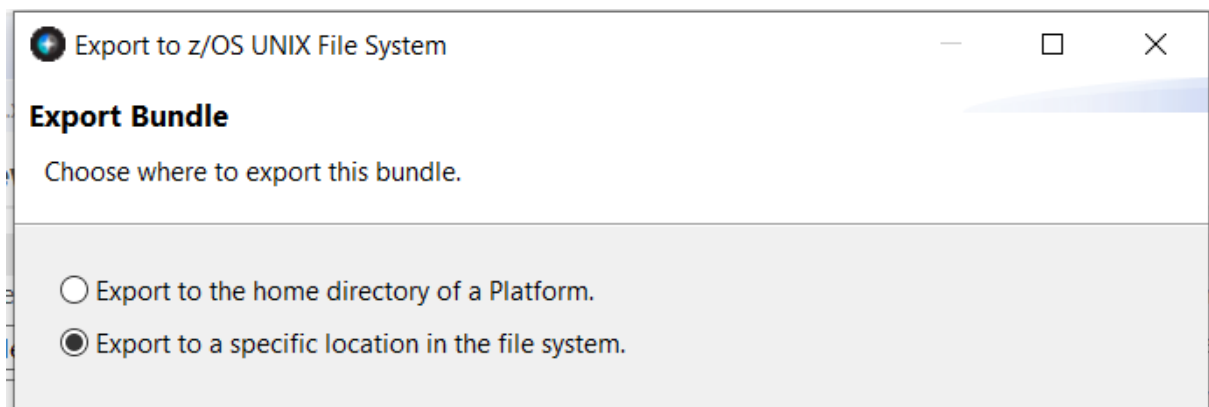 Export to z/OS UNIX File System
Export Bundle
Choose where to export this bundle.
Export to the home directory of a Platform.
Export to a specific location in the file system.